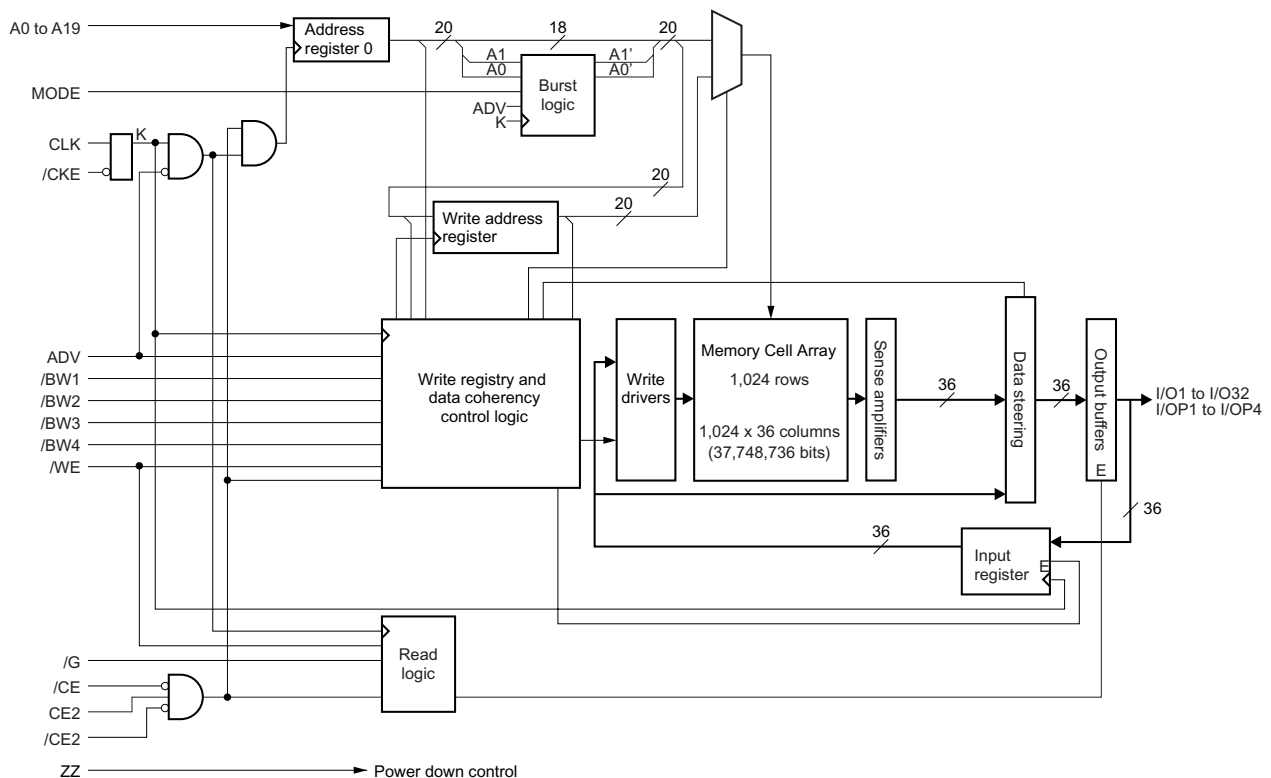 A0 to A19
Address
register 0
20
18
20
A1
A0
A1’
A0’
Burst
logic
MODE
ADV
K
CLK
K
/CKE
20
Write address
register
20
ADV
/BW1
/BW2
/BW3
/BW4
/WE
Write registry and
data coherency
control logic
Write
drivers
Memory Cell Array
1,024 rows
1,024 x 36 columns
(37,748,736 bits)
Sense amplifiers
36
Data steering
36
Output buffers
E
I/O1 to I/O32
I/OP1 to I/OP4
36
36
Input
register
E
Read
logic
/G
/CE
CE2
/CE2
ZZ
Power down control